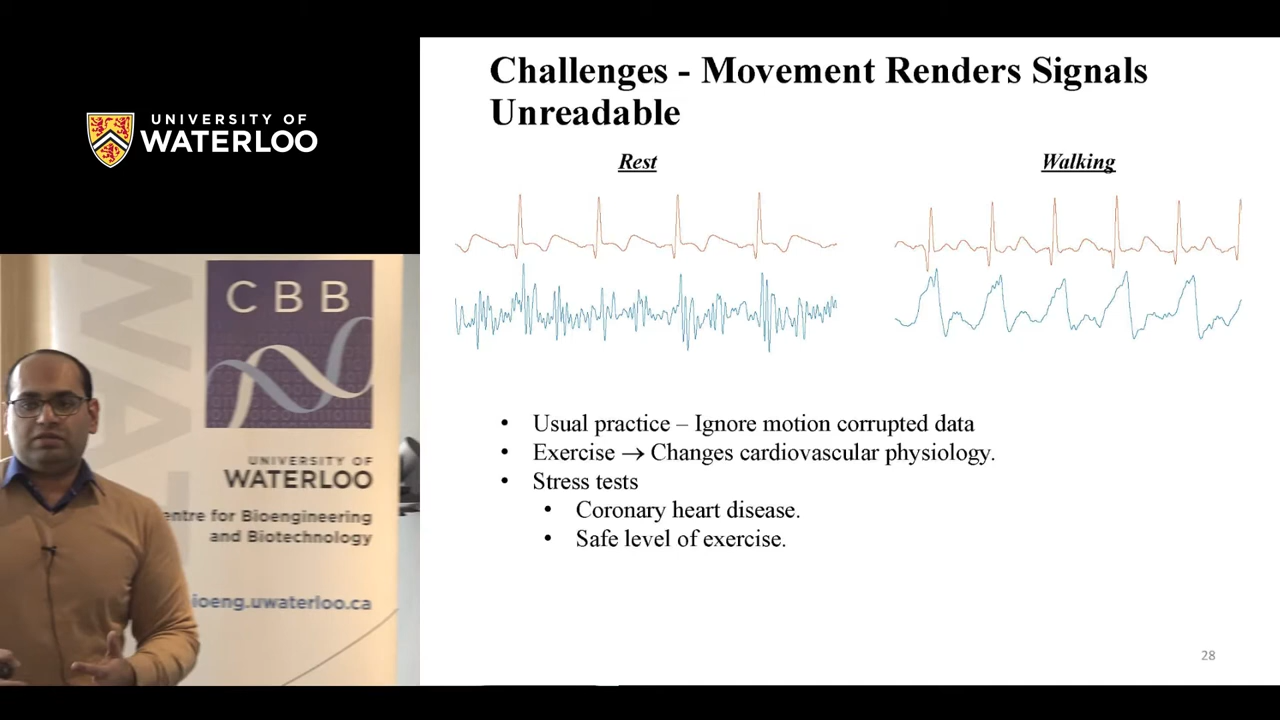 UNIVERSITY OF
WATERLOO
Challenges - Movement Renders Signals
Unreadable
Rest
Walking
• Usual practice – Ignore motion corrupted data
• Exercise → Changes cardiovascular physiology.
• Stress tests
• Coronary heart disease.
• Safe level of exercise.
28
CBB
UNIVERSITY OF
WATERLOO
entre for Bioengineering
and Biotechnology
ioeng.uwaterloo.ca